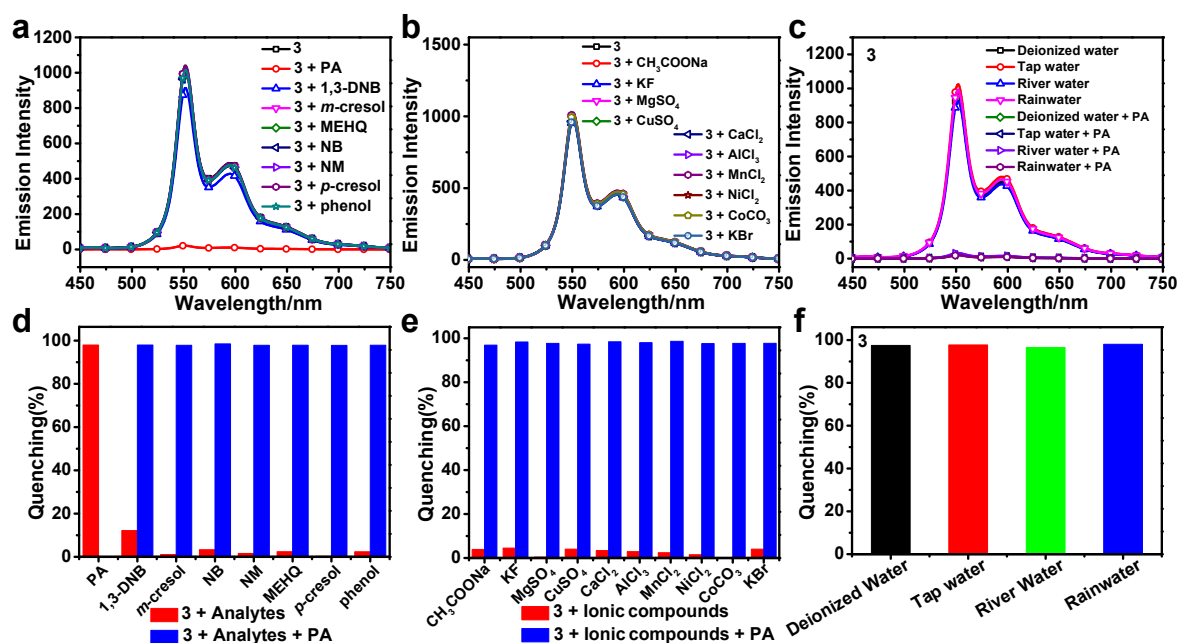 a
Emission Intensity
1200
1000
800
600
400
200
0
450 500 550 600 650 700 750
Wavelength/nm
3
3 + PA
3 + 1,3-DNB
3 + m-cresol
3 + MEHQ
3 + NB
3 + NM
3 + p-cresol
3 + phenol
b
Emission Intensity
1500
1000
500
0
450 500 550 600 650 700 750
Wavelength/nm
3
3 + CH₃COONa
3 + KF
3 + MgSO₄
3 + CuSO₄
3 + CaCl₂
3 + AlCl₃
3 + MnCl₂
3 + NiCl₂
3 + CoCO₃
3 + KBr
c
3
Emission Intensity
1000
800
600
400
200
0
450 500 550 600 650 700 750
Wavelength/nm
Deionized water
Tap water
River water
Rainwater
Deionized water + PA
Tap water + PA
River water + PA
Rainwater + PA
d
Quenching(%)
100
80
60
40
20
0
PA 1,3-DNB m-cresol NB NM MEHQ p-cresol phenol
3 + Analytes
3 + Analytes + PA
e
Quenching(%)
100
80
60
40
20
0
CH₃COONa KF MgSO₄ CuSO₄ CaCl₂ AlCl₃ MnCl₂ NiCl₂ CoCO₃ KBr
3 + Ionic compounds
3 + Ionic compounds + PA
f
3
Quenching(%)
100
80
60
40
20
0
Deionized Water Tap water River Water Rainwater